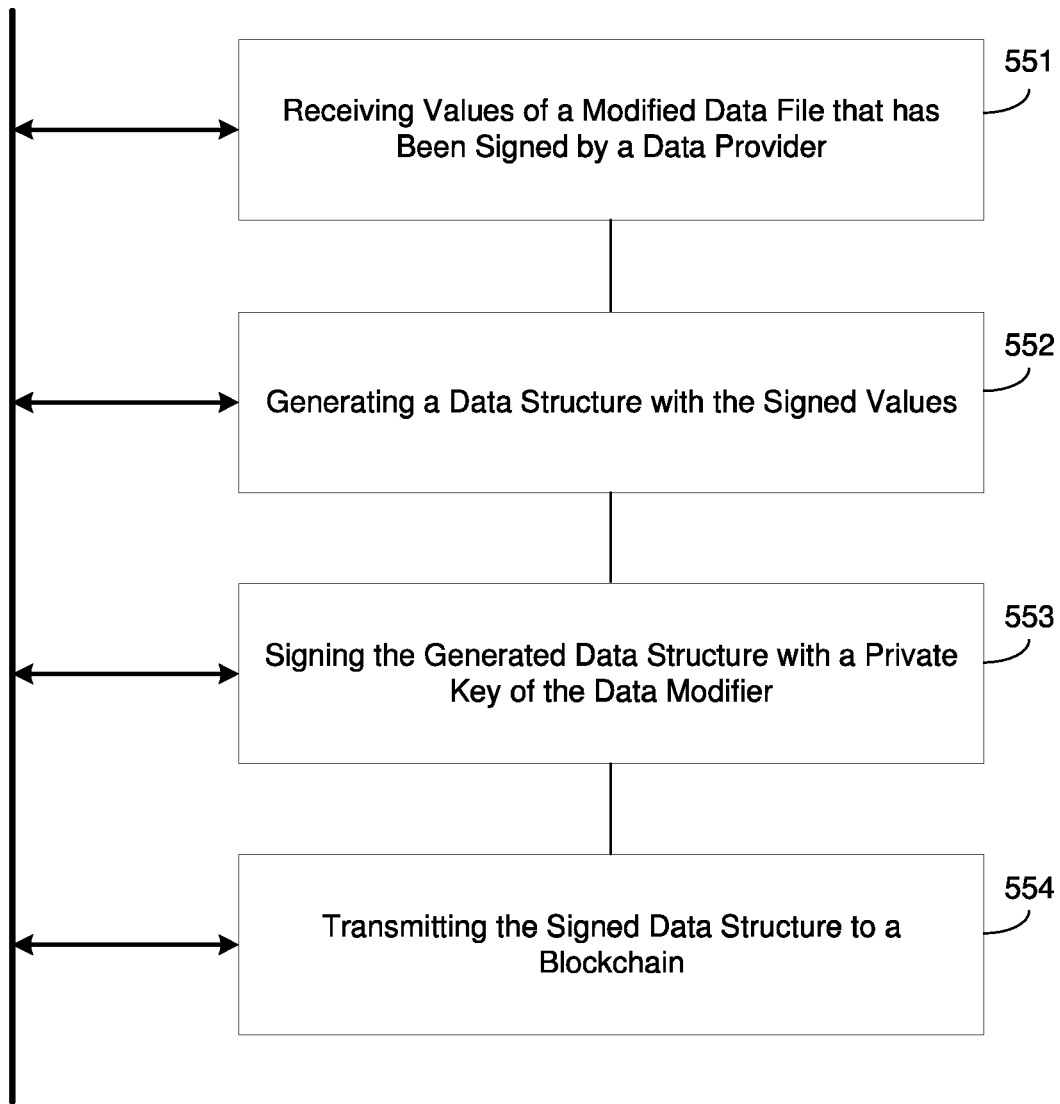 551
Receiving Values of a Modified Data File that has
Been Signed by a Data Provider
552
Generating a Data Structure with the Signed Values
553
Signing the Generated Data Structure with a Private
Key of the Data Modifier
554
Transmitting the Signed Data Structure to a
Blockchain